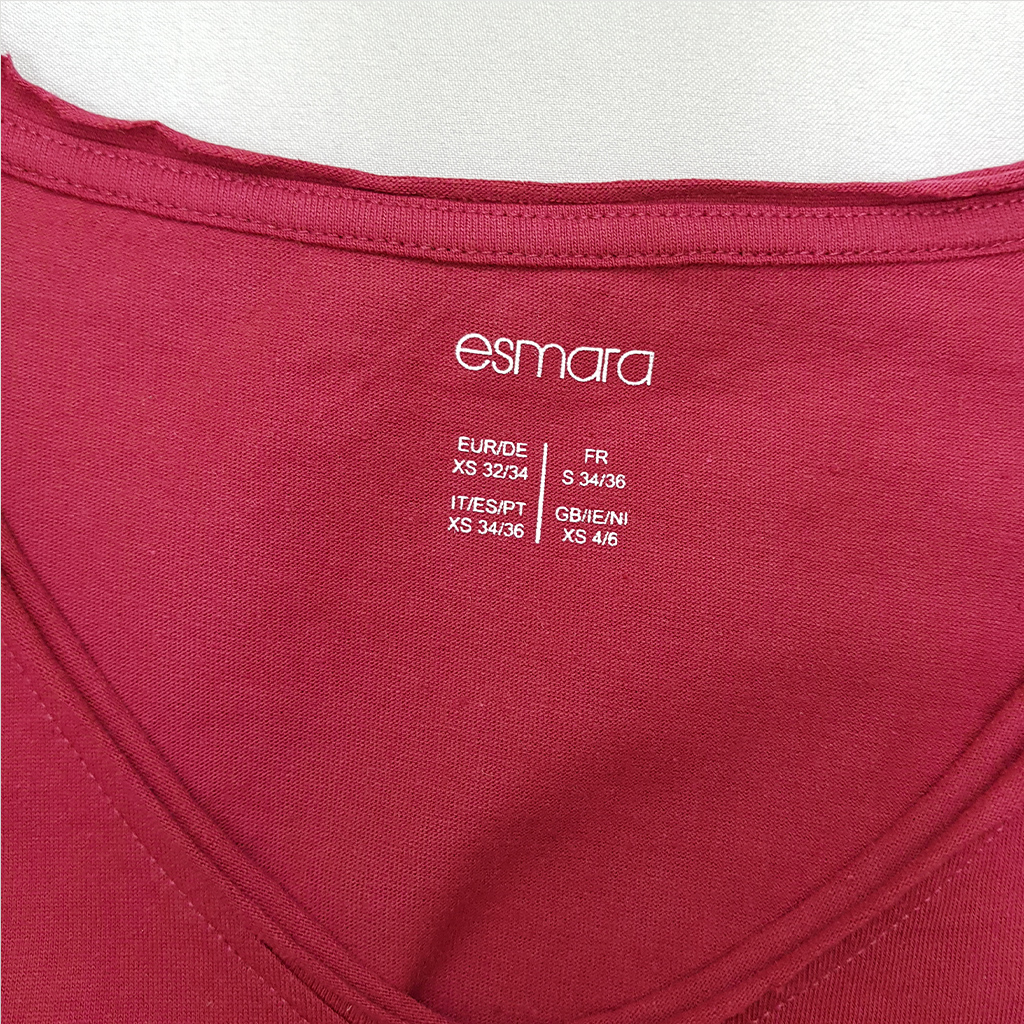 esmara
EUR/DE
XS 32/34
IT/ES/PT
XS 34/36
FR
S 34/36
GB/IE/NI
XS 4/6